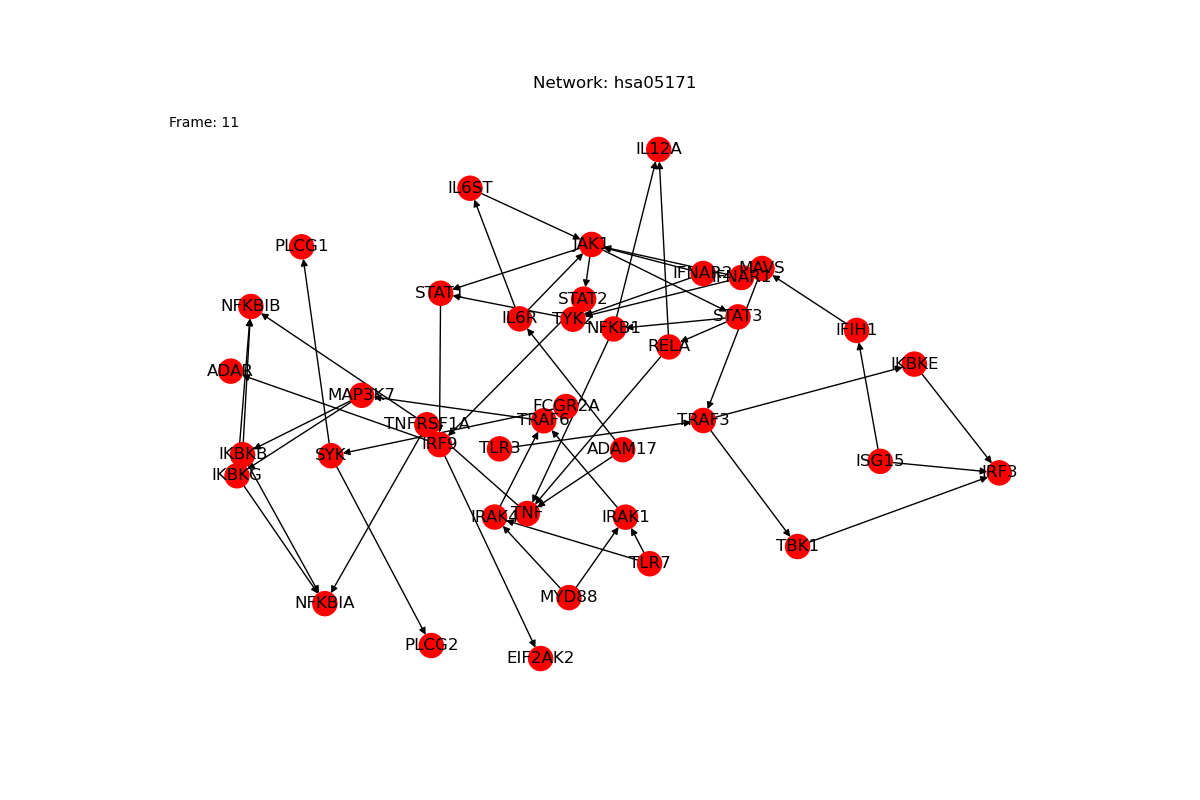 Network: hsa05171
Frame: 11
IL12A
IL6ST
JAK1
PLCG1
IFNAR2
MAVS
IFNAR1
STAT1
STAT2
NFKBIB
IL6R
TYK2
STAT3
NFKB1
IFIH1
RELA
IKBKE
ADAR
MAP3K7
FCGR2A
TRAF6
TRAF3
TNFRSF1A
IRF9
TLR3
ADAM17
IKBKB
SYK
ISG15
IRF3
IKBKG
TNF
IRAK4
IRAK1
TBK1
TLR7
MYD88
NFKBIA
PLCG2
EIF2AK2